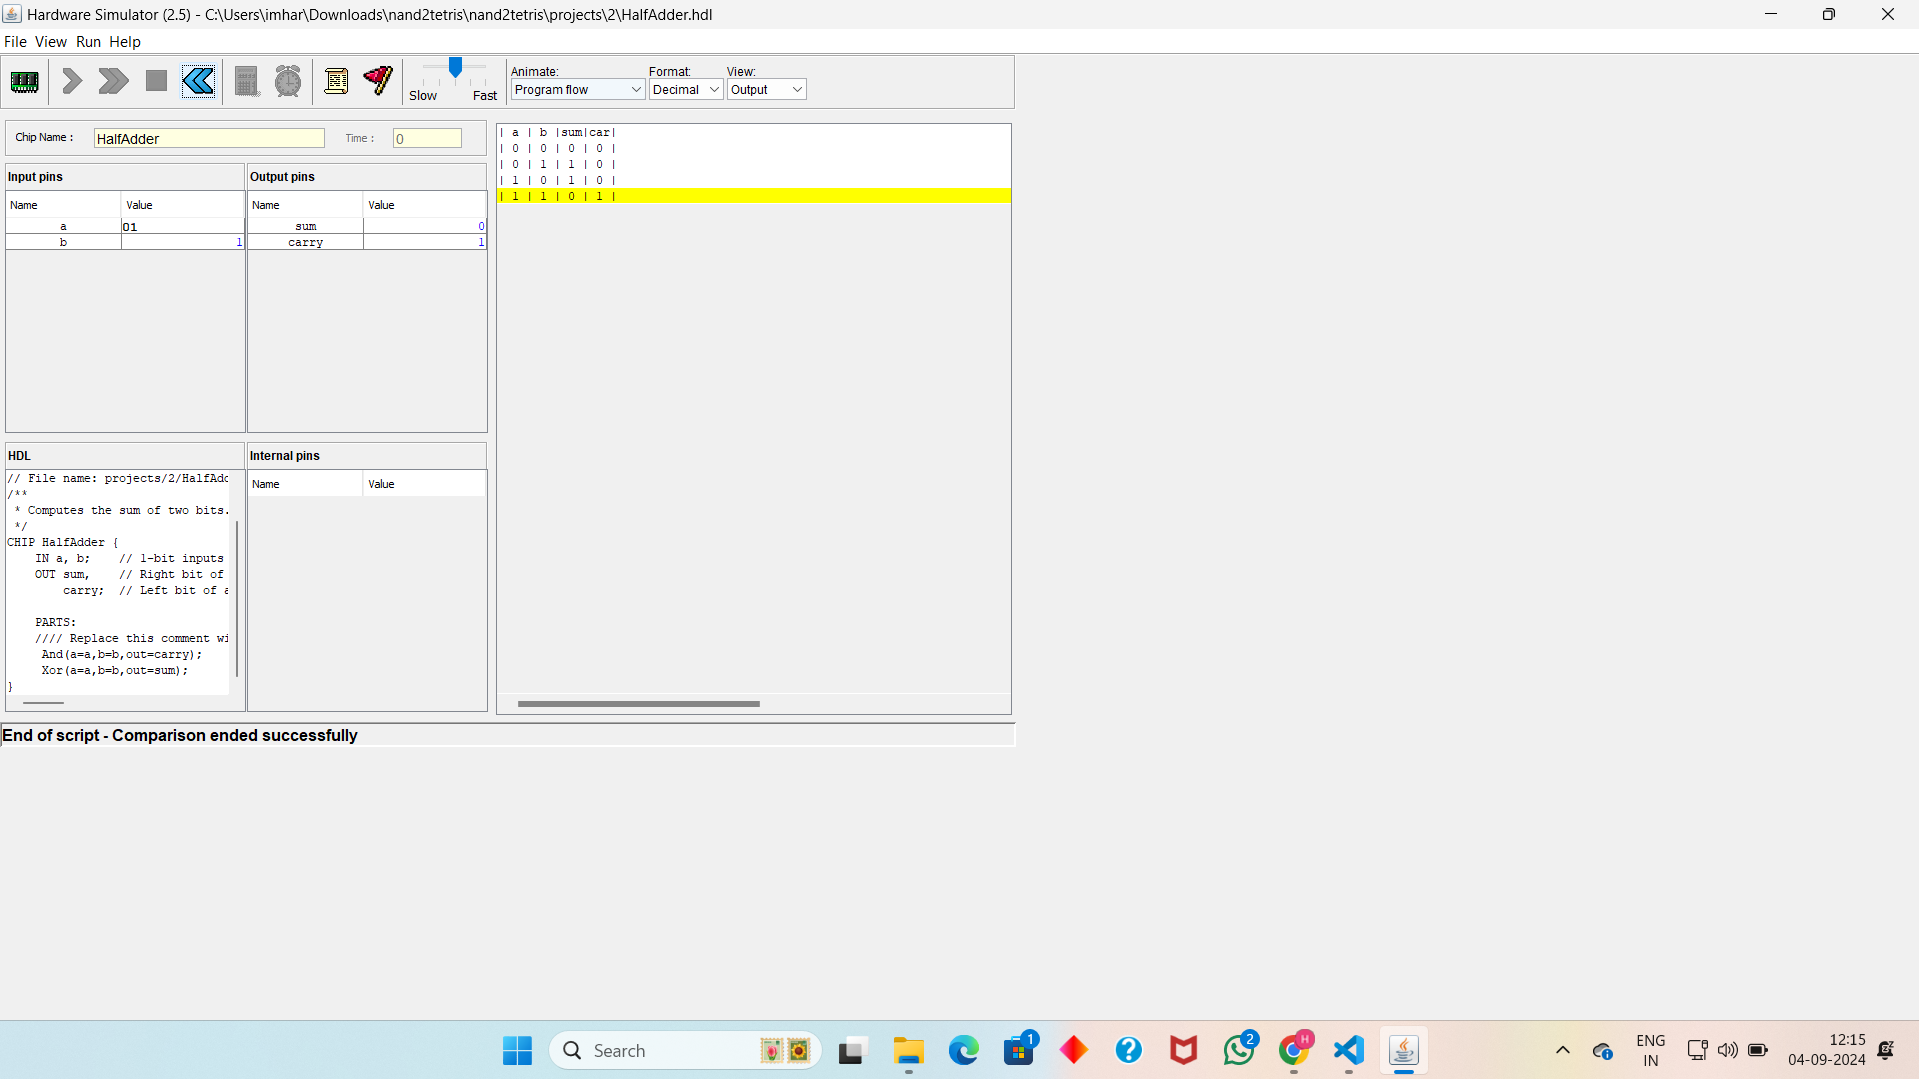 Hardware Simulator (2.5) - C:\Users\imhar\Downloads\nand2tetris\nand2tetris\projects\2\HalfAdder.hdl
File View Run Help
Slow Fast
Animate:
Program flow
Format:
Decimal
View:
Output
Chip Name :
HalfAdder
Time :
0
Input pins
Name Value
a 01
b 1
Output pins
Name Value
sum 0
carry 1
HDL
// File name: projects/2/HalfAdd
/**
* Computes the sum of two bits.
*/
CHIP HalfAdder {
IN a, b; // 1-bit inputs
OUT sum, // Right bit of
carry; // Left bit of a
PARTS:
//// Replace this comment wi
And(a=a,b=b,out=carry);
Xor(a=a,b=b,out=sum);
}
Internal pins
Name Value
| a | b |sum|car|
| 0 | 0 | 0 | 0 |
| 0 | 1 | 1 | 0 |
| 1 | 0 | 1 | 0 |
| 1 | 1 | 0 | 1 |
End of script - Comparison ended successfully
Search
1
2
H
ENG
IN
12:15
04-09-2024